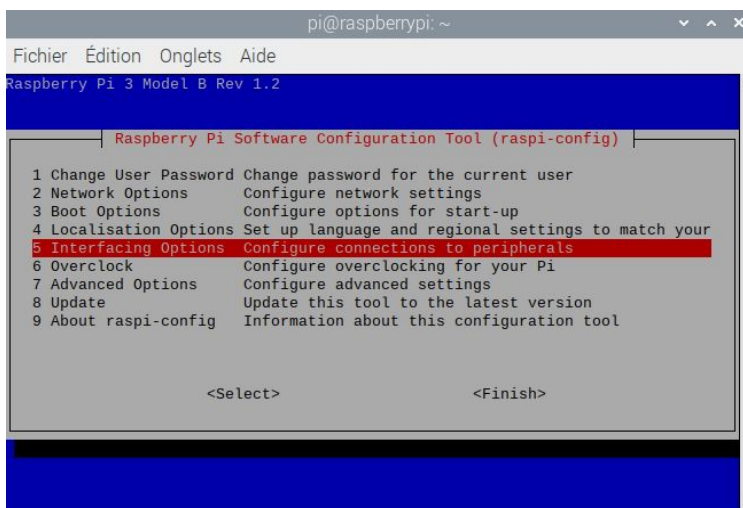 pi@raspberrypi: ~
Fichier Édition Onglets Aide
Raspberry Pi 3 Model B Rev 1.2
Raspberry Pi Software Configuration Tool (raspi-config)
1 Change User Password Change password for the current user
2 Network Options Configure network settings
3 Boot Options Configure options for start-up
4 Localisation Options Set up language and regional settings to match your
5 Interfacing Options Configure connections to peripherals
6 Overclock Configure overclocking for your Pi
7 Advanced Options Configure advanced settings
8 Update Update this tool to the latest version
9 About raspi-config Information about this configuration tool
<Select> <Finish>